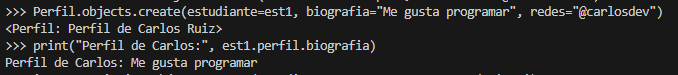 >>> Perfil.objects.create(estudiante=est1, biografia="Me gusta programar", redes="@carlosdev")
<Perfil: Perfil de Carlos Ruiz>
>>> print("Perfil de Carlos:", est1.perfil.biografia)
Perfil de Carlos: Me gusta programar